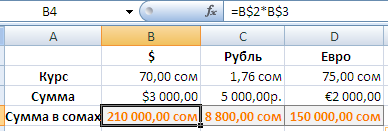 B4 fx =B$2*B$3
A B C D
$ Рубль Евро
Курс 70,00 сом 1,76 сом 75,00 сом
Сумма $3 000,00 5 000,00р. €2 000,00
Сумма в сомах 210 000,00 сом 8 800,00 сом 150 000,00 сом